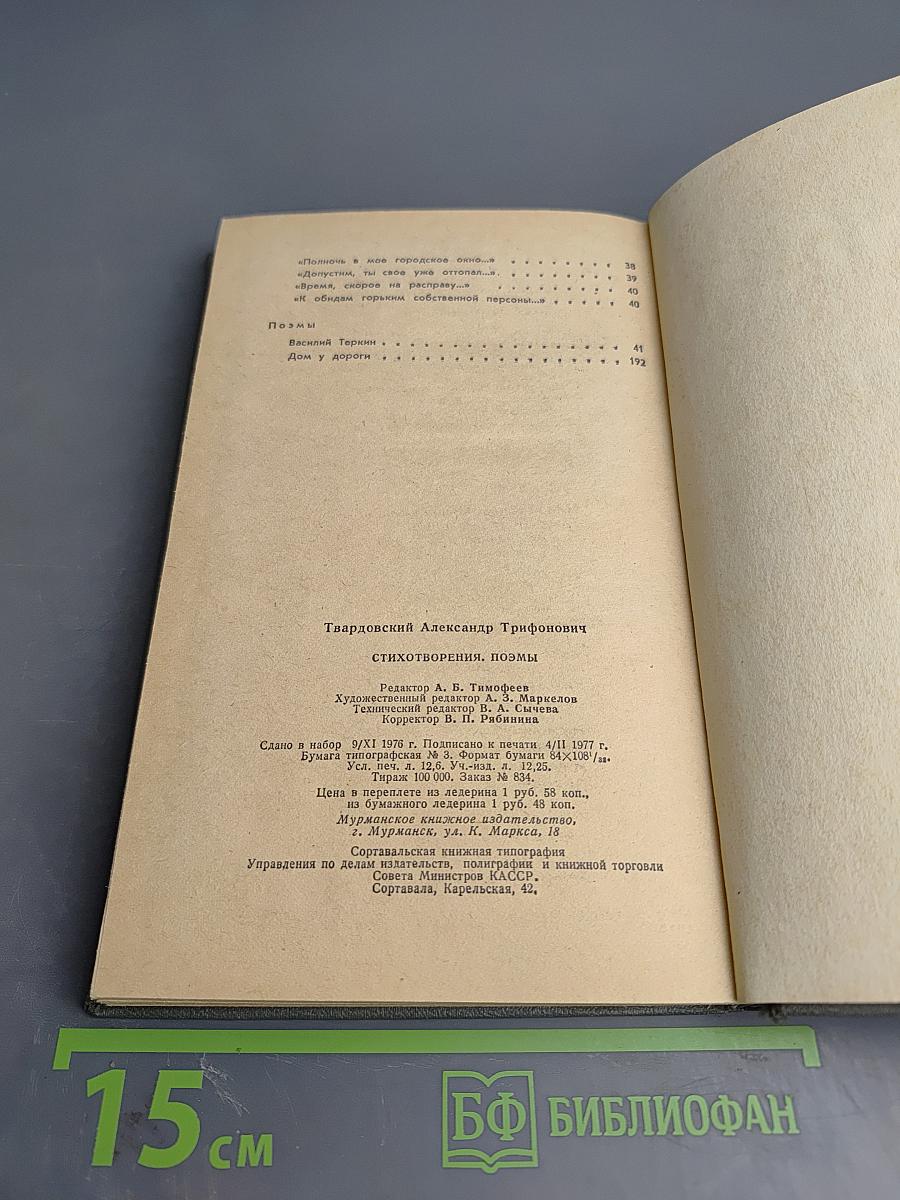 «Полночь в мое городское окно...» . . . . . . . . 38
«Допустим, ты свое уже оттопал...». . . . . . . . 39
«Время, скорое на расправу...» . . . . . . . . 40
«К обидам горьким собственной персоны...» . . . . . 40
Поэмы
Василий Теркин . . . . . . . . . . . . . . . . . 41
Дом у дороги . . . . . . . . . . . . . . . . . 192
Твардовский Александр Трифонович
СТИХОТВОРЕНИЯ. ПОЭМЫ
Редактор А. Б. Тимофеев
Художественный редактор А. З. Маркелов
Технический редактор В. А. Сычева
Корректор В. П. Рябинина
Сдано в набор 9/XI 1976 г. Подписано к печати 4/II 1977 г.
Бумага типографская № 3. Формат бумаги 84×108¹/₃₂.
Усл. печ. л. 12,6. Уч.-изд. л. 12,25.
Тираж 100 000. Заказ № 834.
Цена в переплете из ледерина 1 руб. 58 коп.,
из бумажного ледерина 1 руб. 48 коп.
Мурманское книжное издательство,
г. Мурманск, ул. К. Маркса, 18
Сортавальская книжная типография
Управления по делам издательств, полиграфии и книжной торговли
Совета Министров КАССР.
Сортавала, Карельская, 42.
15 см
БФ БИБЛИОФАН